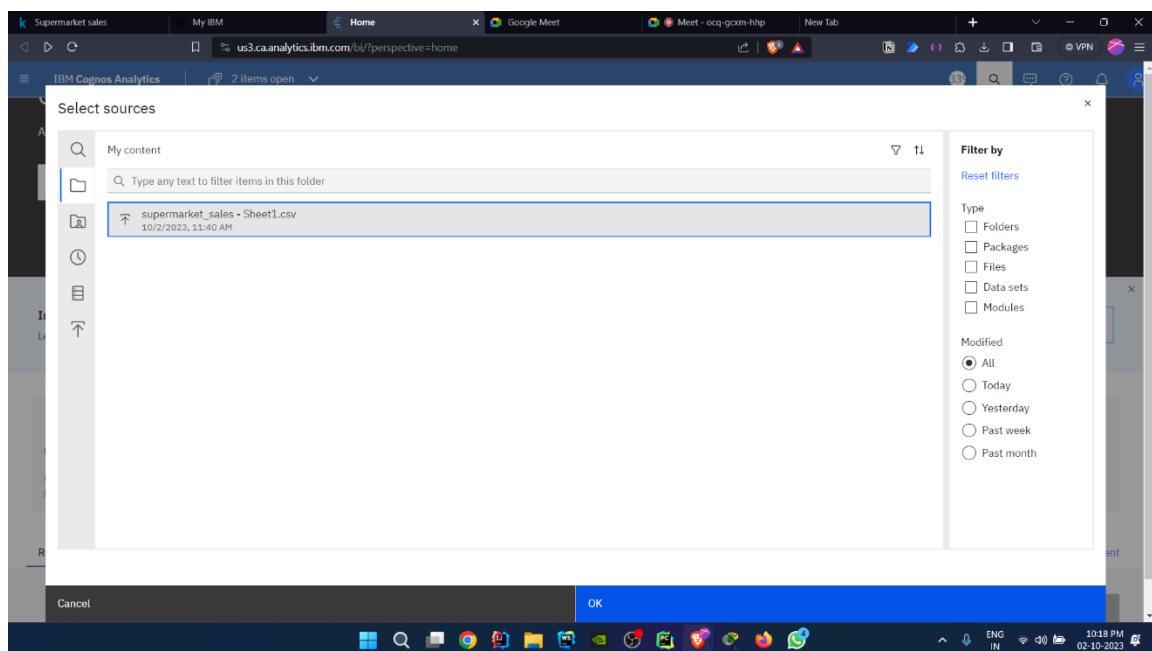 Supermarket sales
My IBM
Home
Google Meet
Meet - ocq-gcxm-hhp
New Tab
us3.ca.analytics.ibm.com/bi/?perspective=home
VPN
IBM Cognos Analytics
2 items open
339
Select sources
My content
Type any text to filter items in this folder
supermarket_sales - Sheet1.csv
10/2/2023, 11:40 AM
Filter by
Reset filters
Type
Folders
Packages
Files
Data sets
Modules
Modified
All
Today
Yesterday
Past week
Past month
Cancel
OK
ENG
IN
10:18 PM
02-10-2023